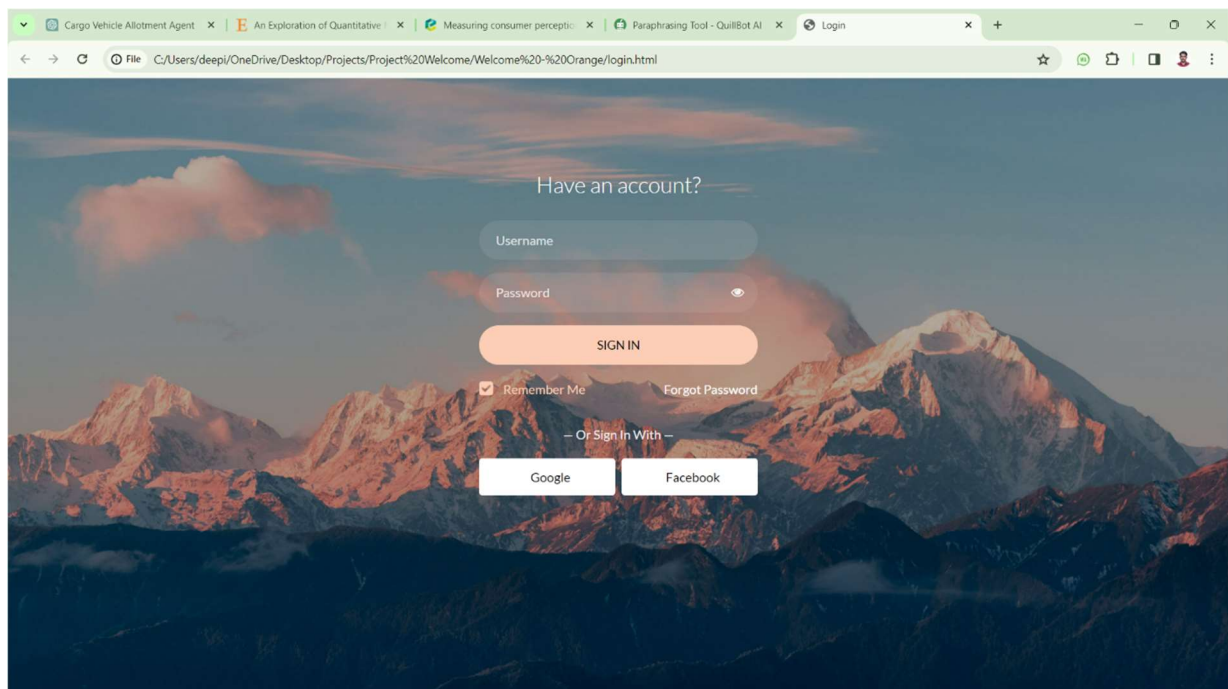 Cargo Vehicle Allotment Agent
An Exploration of Quantitative
Measuring consumer perceptio
Paraphrasing Tool - QuillBot AI
Login
File C:/Users/deepi/OneDrive/Desktop/Projects/Project%20Welcome/Welcome%20-%20Orange/login.html
Have an account?
Username
Password
SIGN IN
Remember Me Forgot Password
— Or Sign In With —
Google Facebook